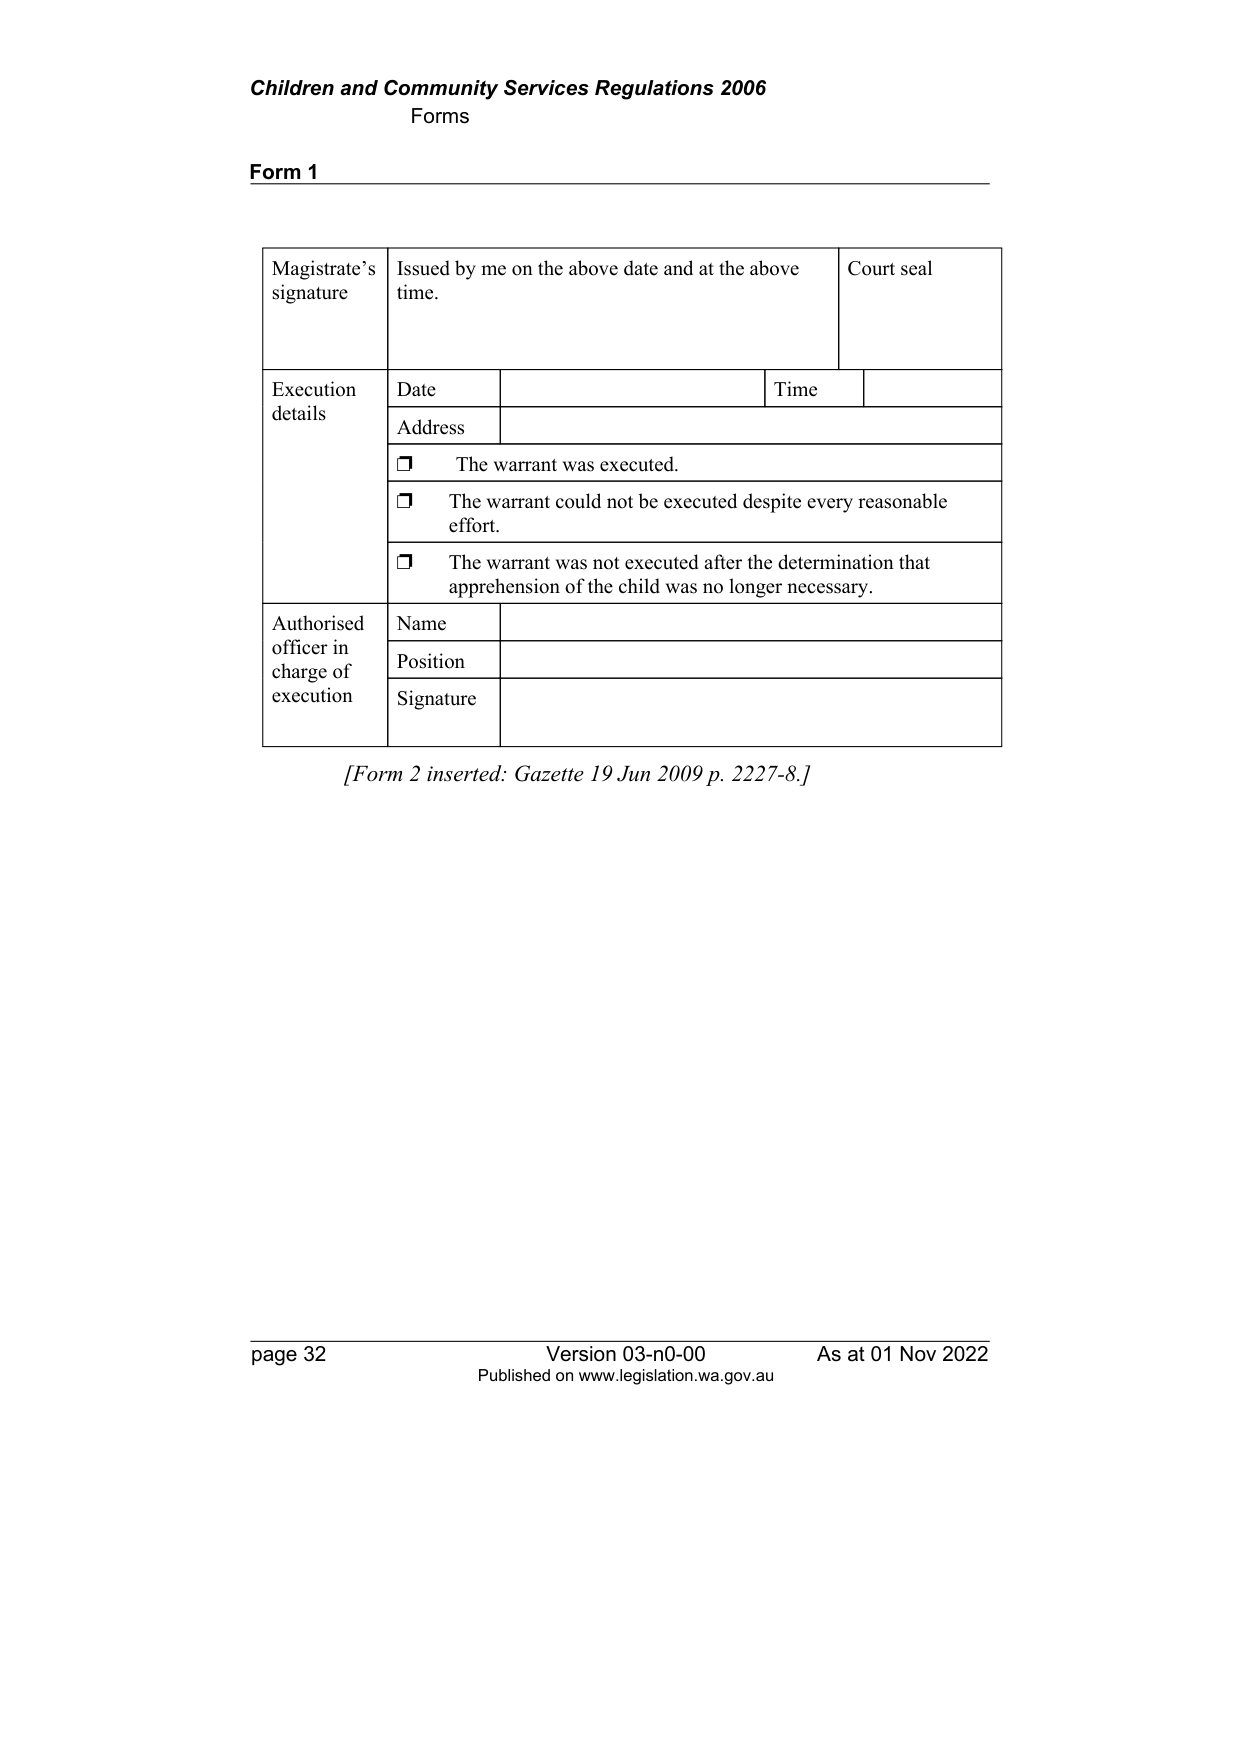 Children and Community Services Regulations 2006
Forms
Form 1
Magistrate’s
signature
Issued by me on the above date and at the above
time.
Court seal
Execution
details
Date
Time
Address
❒ The warrant was executed.
❒ The warrant could not be executed despite every reasonable
effort.
❒ The warrant was not executed after the determination that
apprehension of the child was no longer necessary.
Authorised
officer in
charge of
execution
Name
Position
Signature
[Form 2 inserted: Gazette 19 Jun 2009 p. 2227-8.]
page 32 Version 03-n0-00 As at 01 Nov 2022
Published on www.legislation.wa.gov.au